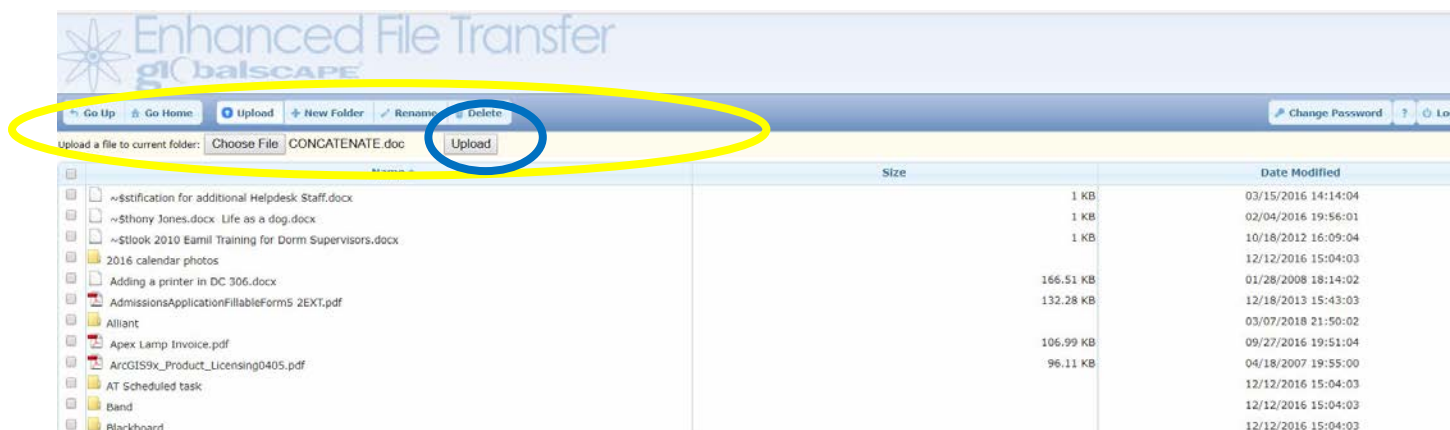 Enhanced File Transfer
globalscape
Go Up Go Home Upload New Folder Rename Delete Change Password ? Lo
Upload a file to current folder: Choose File CONCATENATE.doc Upload
Name Size Date Modified
~$stification for additional Helpdesk Staff.docx 1 KB 03/15/2016 14:14:04
~$thony Jones.docx Life as a dog.docx 1 KB 02/04/2016 19:56:01
~$tlook 2010 Eamil Training for Dorm Supervisors.docx 1 KB 10/18/2012 16:09:04
2016 calendar photos 12/12/2016 15:04:03
Adding a printer in DC 306.docx 166.51 KB 01/28/2008 18:14:02
AdmissionsApplicationFillableForm5 2EXT.pdf 132.28 KB 12/18/2013 15:43:03
Alliant 03/07/2018 21:50:02
Apex Lamp Invoice.pdf 106.99 KB 09/27/2016 19:51:04
ArcGIS9x_Product_Licensing0405.pdf 96.11 KB 04/18/2007 19:55:00
AT Scheduled task 12/12/2016 15:04:03
Band 12/12/2016 15:04:03
Blackboard 12/12/2016 15:04:03